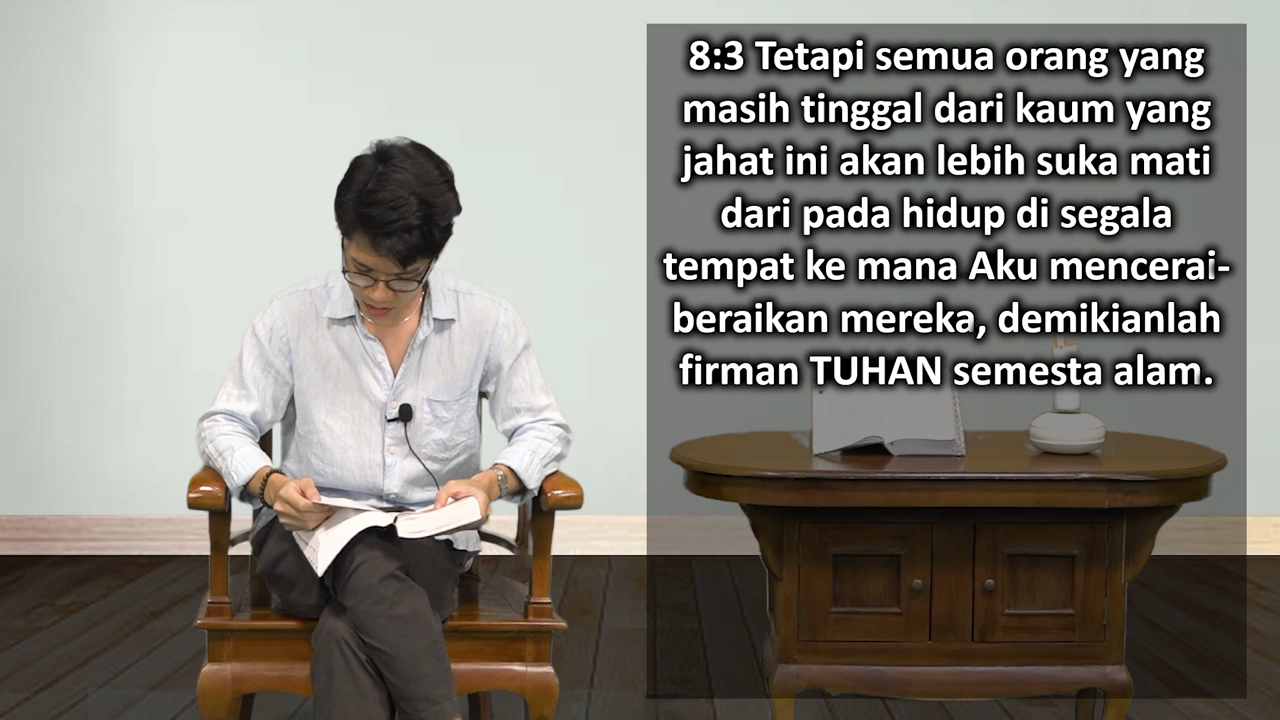 8:3 Tetapi semua orang yang
masih tinggal dari kaum yang
jahat ini akan lebih suka mati
dari pada hidup di segala
tempat ke mana Aku mencerai-
beraikan mereka, demikianlah
firman TUHAN semesta alam.